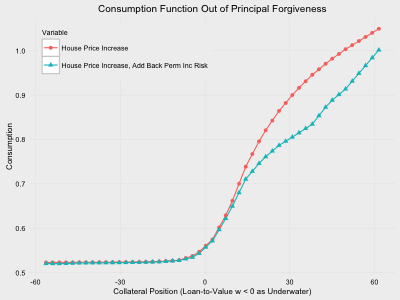 Consumption Function Out of Principal Forgiveness
Variable
House Price Increase
House Price Increase, Add Back Perm Inc Risk
Consumption
1.0
0.9
0.8
0.7
0.6
0.5
-60
-30
0
30
60
Collateral Position (Loan-to-Value w < 0 as Underwater)